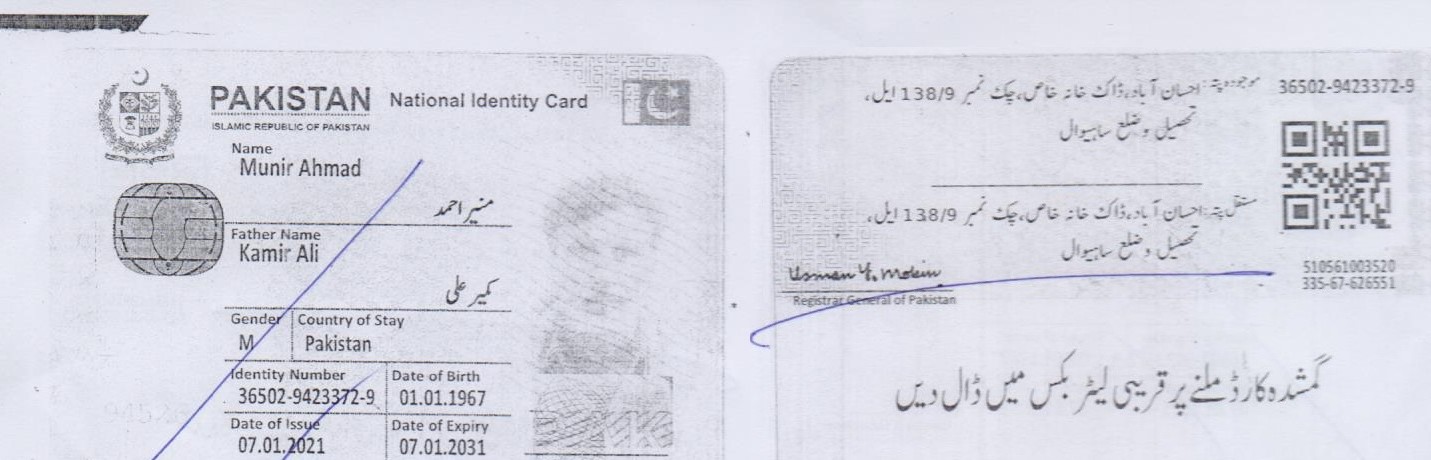 PAKISTAN National Identity Card
ISLAMIC REPUBLIC OF PAKISTAN
Name
Munir Ahmad
منیر احمد
Father Name
Kamir Ali
کمیر علی
Gender Country of Stay
M Pakistan
Identity Number Date of Birth
36502-9423372-9 01.01.1967
Date of Issue Date of Expiry
07.01.2021 07.01.2031
36502-9423372-9
موجودہ پتہ: احسان آباد، ڈاک خانہ خاص، چک نمبر 138/9 ایل،
تحصیل و ضلع ساہیوال
مستقل پتہ: احسان آباد، ڈاک خانہ خاص، چک نمبر 138/9 ایل،
تحصیل و ضلع ساہیوال
510561003520
335-67-626551
Usman Y. Mobin
Registrar General of Pakistan
گمشدہ کارڈ ملنے پر قریبی لیٹر بکس میں ڈال دیں